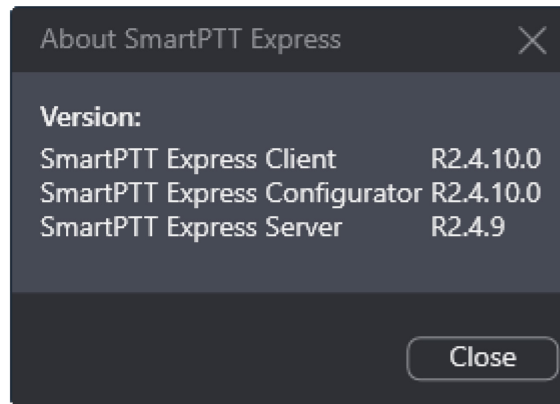 About SmartPTT Express
Version:
SmartPTT Express Client R2.4.10.0
SmartPTT Express Configurator R2.4.10.0
SmartPTT Express Server R2.4.9
Close